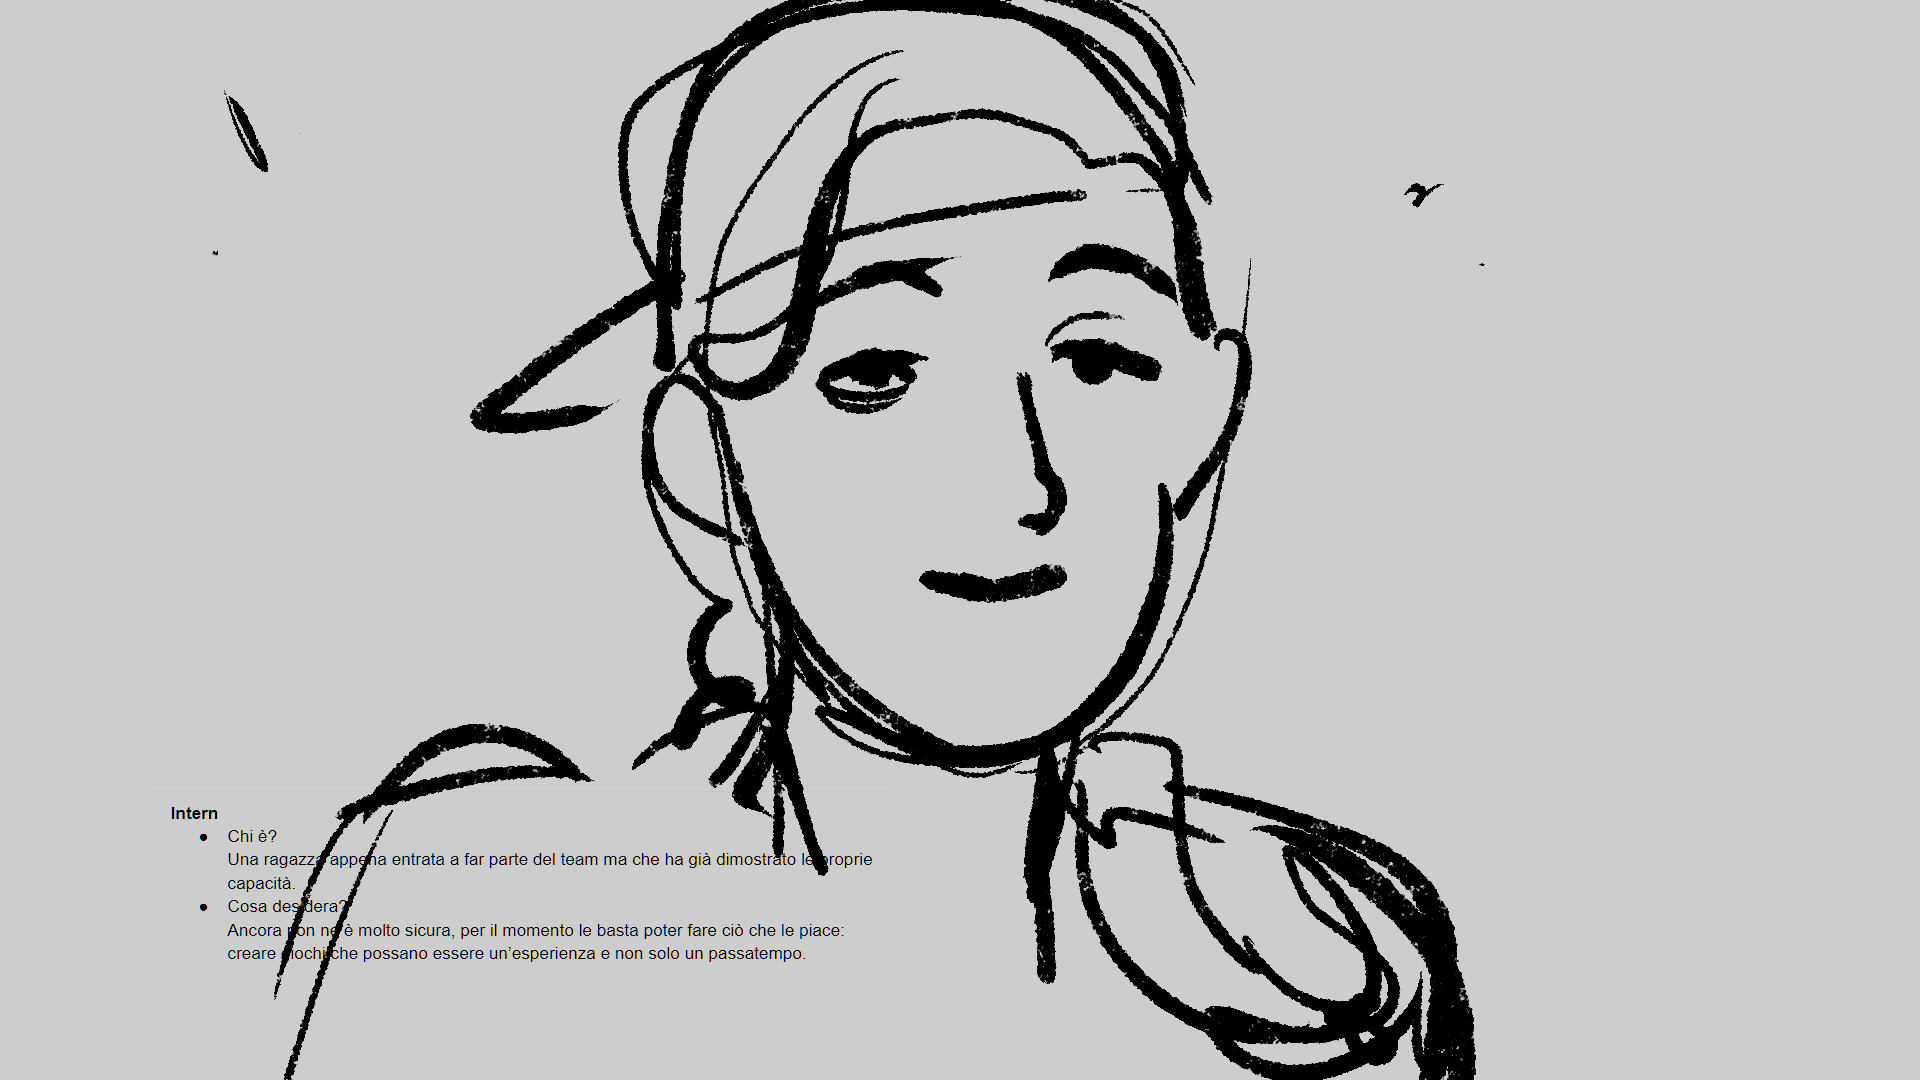 Intern
● Chi è?
Una ragazza appena entrata a far parte del team ma che ha già dimostrato le proprie
capacità.
● Cosa desidera?
Ancora non ne è molto sicura, per il momento le basta poter fare ciò che le piace:
creare giochi che possano essere un’esperienza e non solo un passatempo.